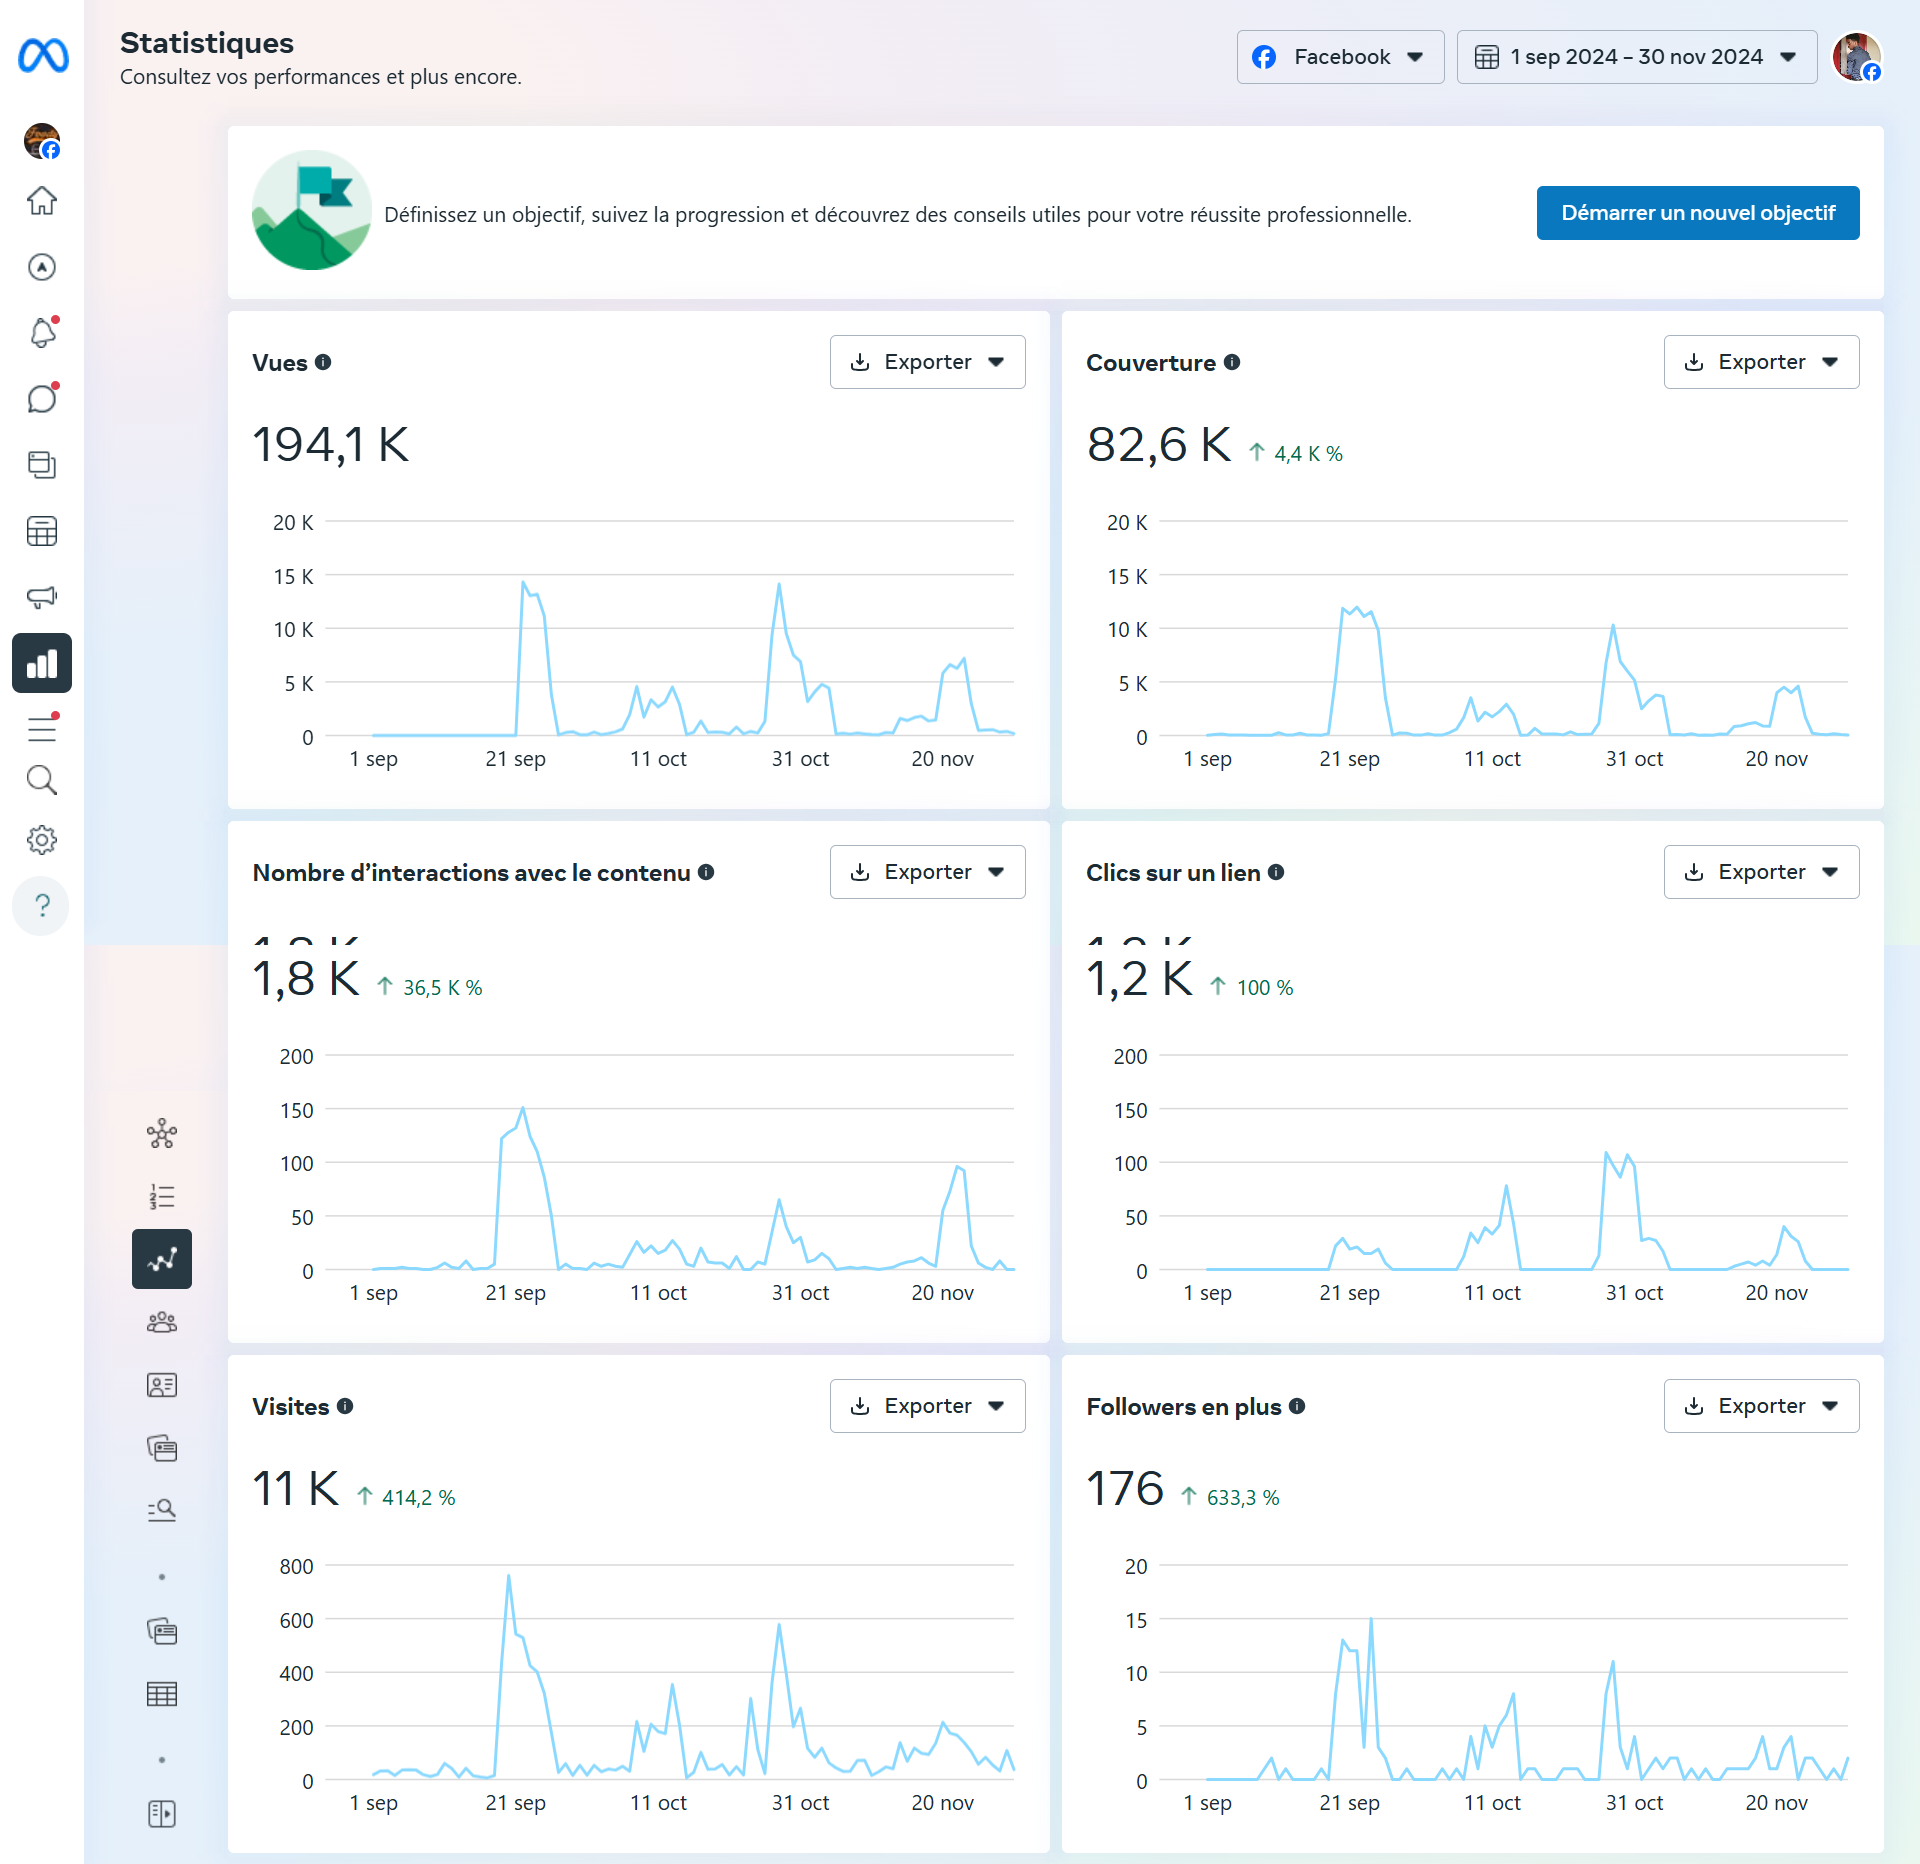 Statistiques
Consultez vos performances et plus encore.
Facebook
1 sep 2024 – 30 nov 2024
Définissez un objectif, suivez la progression et découvrez des conseils utiles pour votre réussite professionnelle.
Démarrer un nouvel objectif
Vues
Exporter
194,1 K
20 K
15 K
10 K
5 K
0
1 sep 21 sep 11 oct 31 oct 20 nov
Couverture
Exporter
82,6 K 4,4 K %
20 K
15 K
10 K
5 K
0
1 sep 21 sep 11 oct 31 oct 20 nov
Nombre d’interactions avec le contenu
Exporter
1,8 K 36,5 K %
200
150
100
50
0
1 sep 21 sep 11 oct 31 oct 20 nov
Clics sur un lien
Exporter
1,2 K 100 %
200
150
100
50
0
1 sep 21 sep 11 oct 31 oct 20 nov
Visites
Exporter
11 K 414,2 %
800
600
400
200
0
1 sep 21 sep 11 oct 31 oct 20 nov
Followers en plus
Exporter
176 633,3 %
20
15
10
5
0
1 sep 21 sep 11 oct 31 oct 20 nov